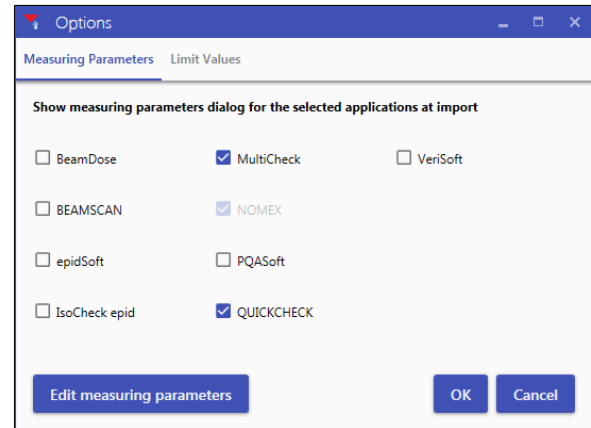 Options
Measuring Parameters Limit Values
Show measuring parameters dialog for the selected applications at import
BeamDose MultiCheck VeriSoft
BEAMSCAN NOMEX
epidSoft PQASoft
IsoCheck epid QUICKCHECK
Edit measuring parameters OK Cancel